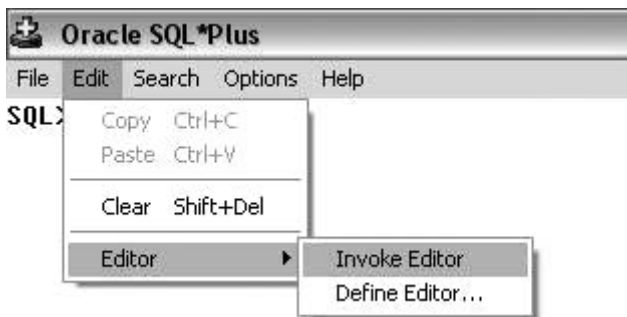 Oracle SQL*Plus
File Edit Search Options Help
SQL>
Copy Ctrl+C
Paste Ctrl+V
Clear Shift+Del
Editor
Invoke Editor
Define Editor...